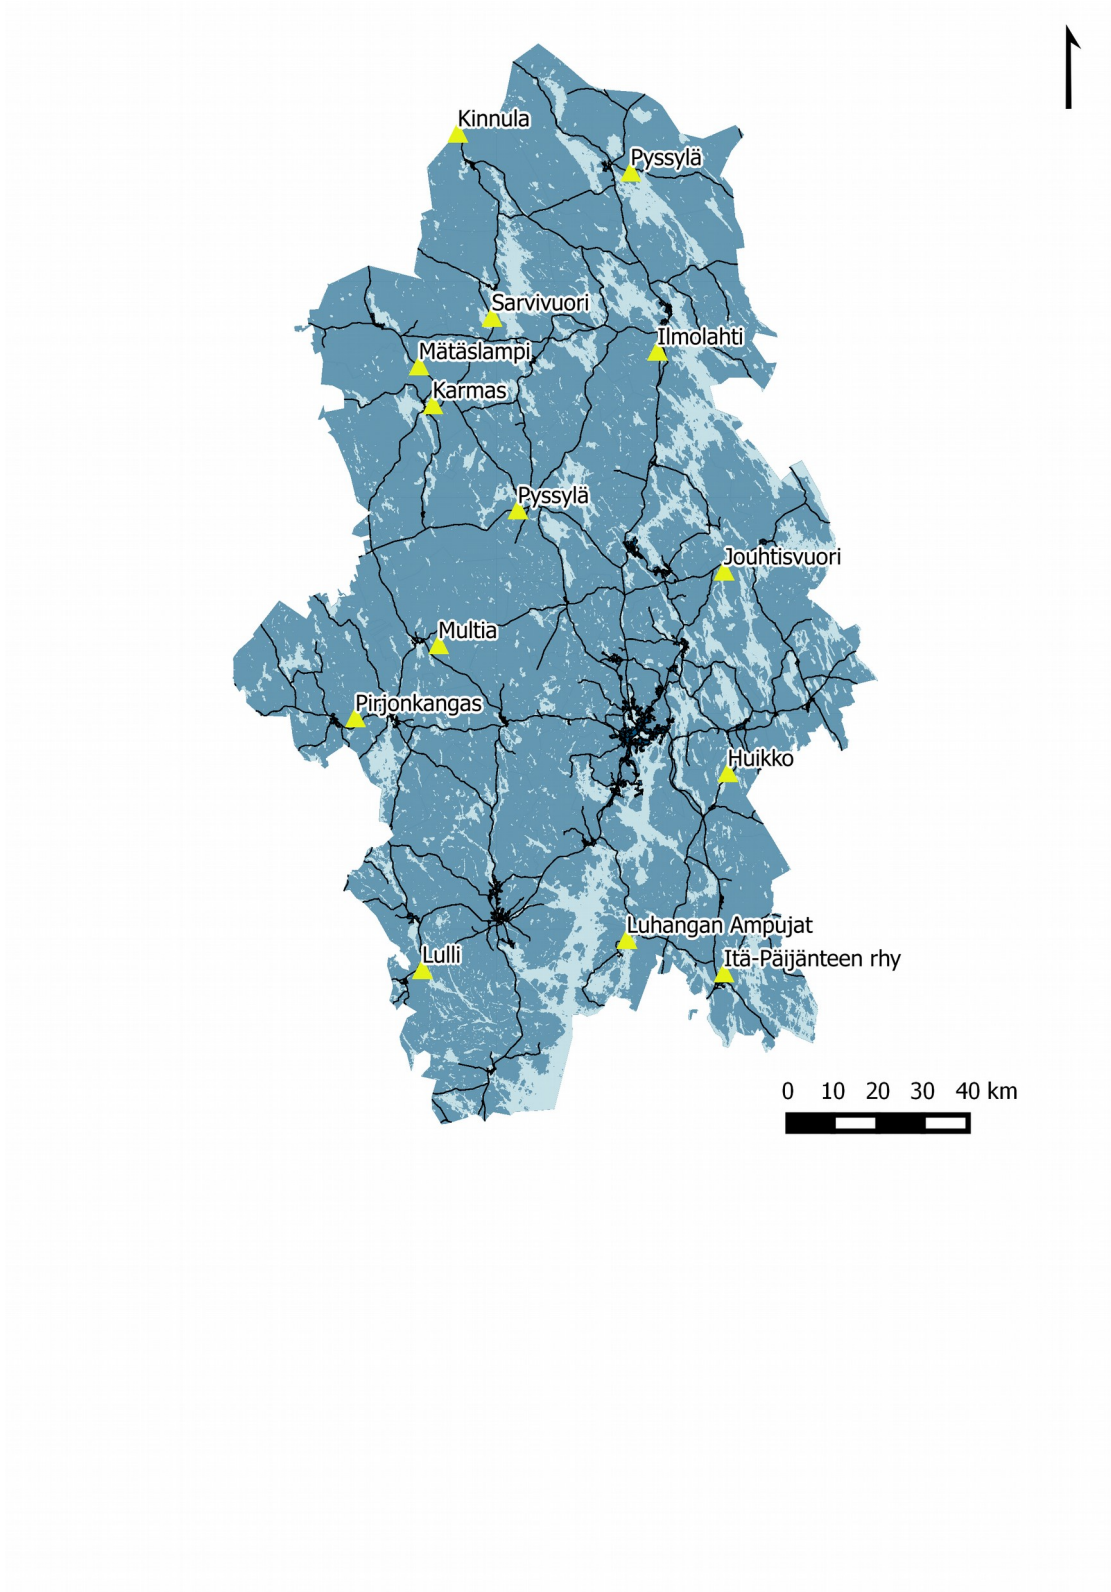 Kinnula
Pyssylä
Sarvivuori
Ilmolahti
Mätäslampi
Karmas
Pyssylä
Jouhtisvuori
Multia
Pirjonkangas
Huikko
Luhangan Ampujat
Lulli
Itä-Päijänteen rhy
0 10 20 30 40 km